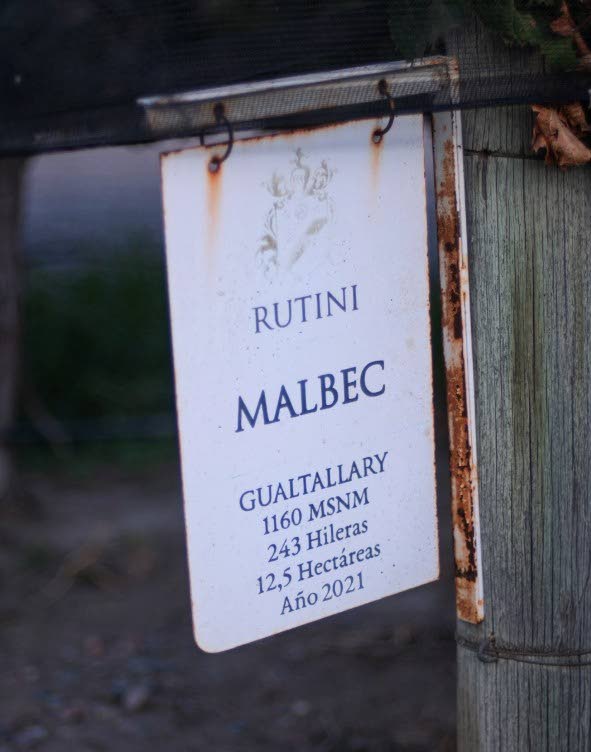 RUTINI
MALBEC
GUALTALLARY
1160 MSNM
243 Hileras
12,5 Hectáreas
Año 2021